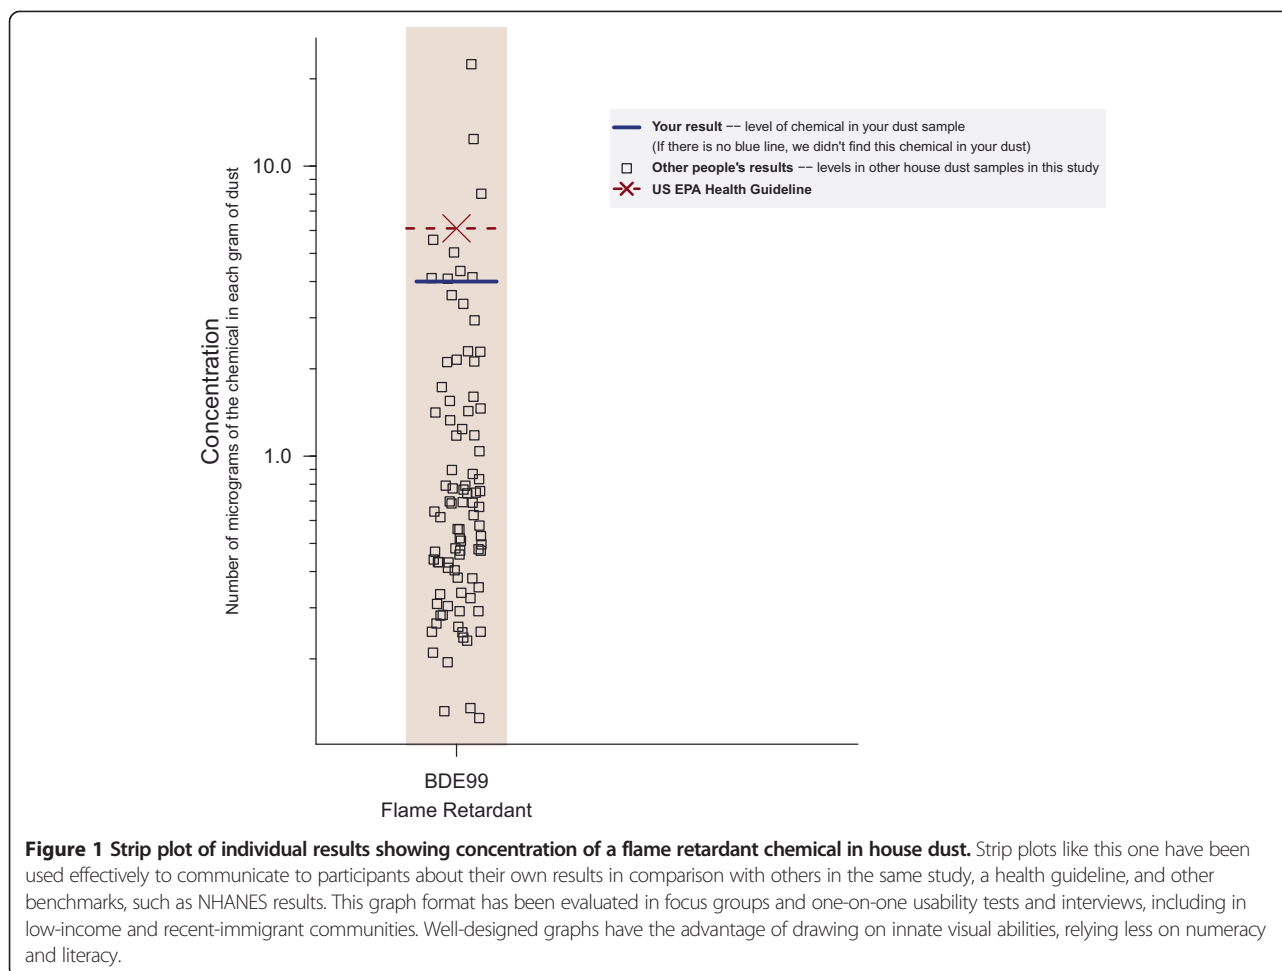 Your result –– level of chemical in your dust sample
(If there is no blue line, we didn't find this chemical in your dust)
Other people's results –– levels in other house dust samples in this study
US EPA Health Guideline
Concentration
Number of micrograms of the chemical in each gram of dust
10.0
1.0
BDE99
Flame Retardant
Figure 1 Strip plot of individual results showing concentration of a flame retardant chemical in house dust. Strip plots like this one have been
used effectively to communicate to participants about their own results in comparison with others in the same study, a health guideline, and other
benchmarks, such as NHANES results. This graph format has been evaluated in focus groups and one-on-one usability tests and interviews, including in
low-income and recent-immigrant communities. Well-designed graphs have the advantage of drawing on innate visual abilities, relying less on numeracy
and literacy.